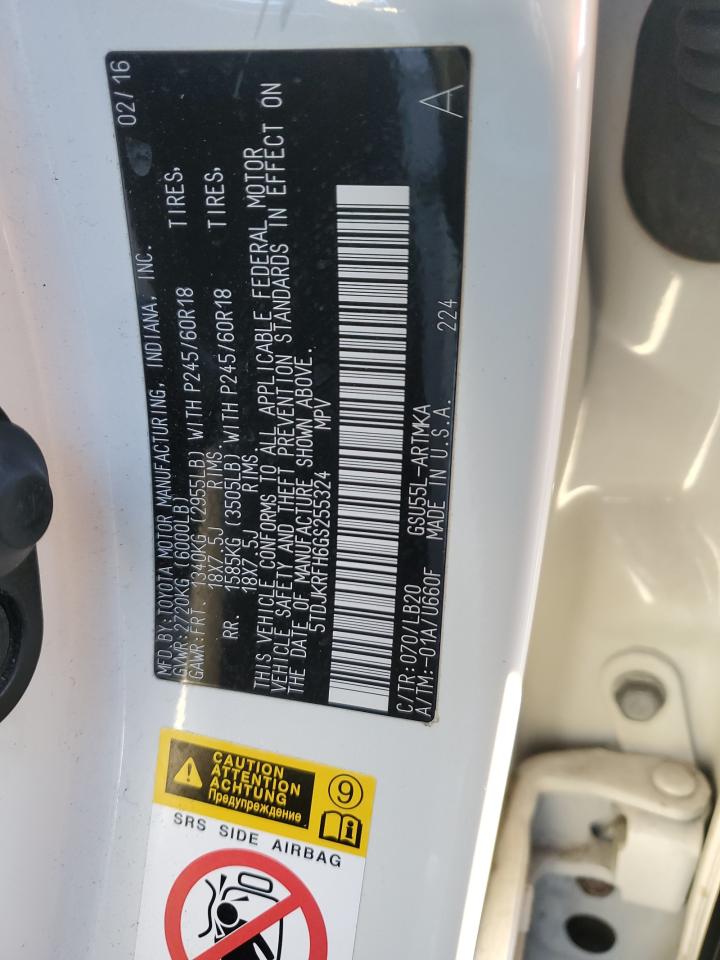 MFD.BY:TOYOTA MOTOR MANUFACTURING, INDIANA, INC. 02/16
GVWR:2720KG (6000LB)
GAWR:FRT. 1340KG (2955LB) WITH P245/60R18 TIRES,
18X7.5J RIMS
RR. 1585KG (3505LB) WITH P245/60R18 TIRES,
18X7.5J RIMS
THIS VEHICLE CONFORMS TO ALL APPLICABLE FEDERAL MOTOR
VEHICLE SAFETY AND THEFT PREVENTION STANDARDS IN EFFECT ON
THE DATE OF MANUFACTURE SHOWN ABOVE.
5TDJKRFH6GS255324 MPV
C/TR:070/LB20 GSU55L-ARTMKA 224 A
A/TM:-01A/U660F MADE IN U.S.A.
CAUTION
ATTENTION
ACHTUNG
Предупреждение
9
i
SRS SIDE AIRBAG